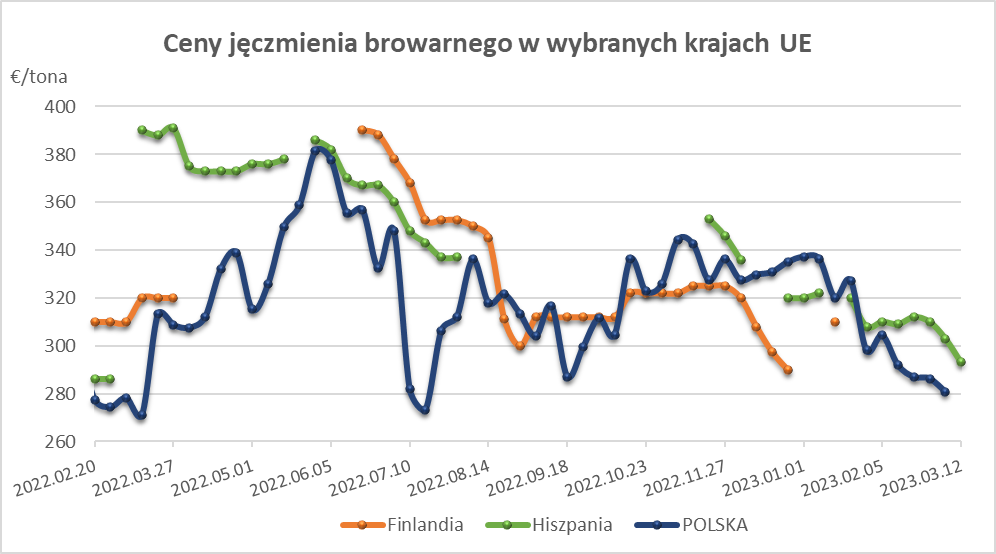 Ceny jęczmienia browarnego w wybranych krajach UE
€/tona
400
380
360
340
320
300
280
260
2022.02.20 2022.03.27 2022.05.01 2022.06.05 2022.07.10 2022.08.14 2022.09.18 2022.10.23 2022.11.27 2023.01.01 2023.02.05 2023.03.12
Finlandia Hiszpania POLSKA